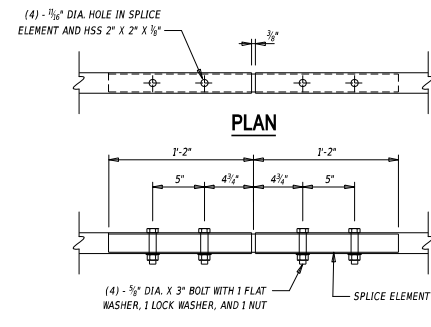 (4) - 11/16" DIA. HOLE IN SPLICE
ELEMENT AND HSS 2" X 2" X 1/8"
3/8"
PLAN
1'-2"
1'-2"
5"
4 3/4"
4 3/4"
5"
(4) - 5/8" DIA. X 3" BOLT WITH 1 FLAT
WASHER, 1 LOCK WASHER, AND 1 NUT
SPLICE ELEMENT